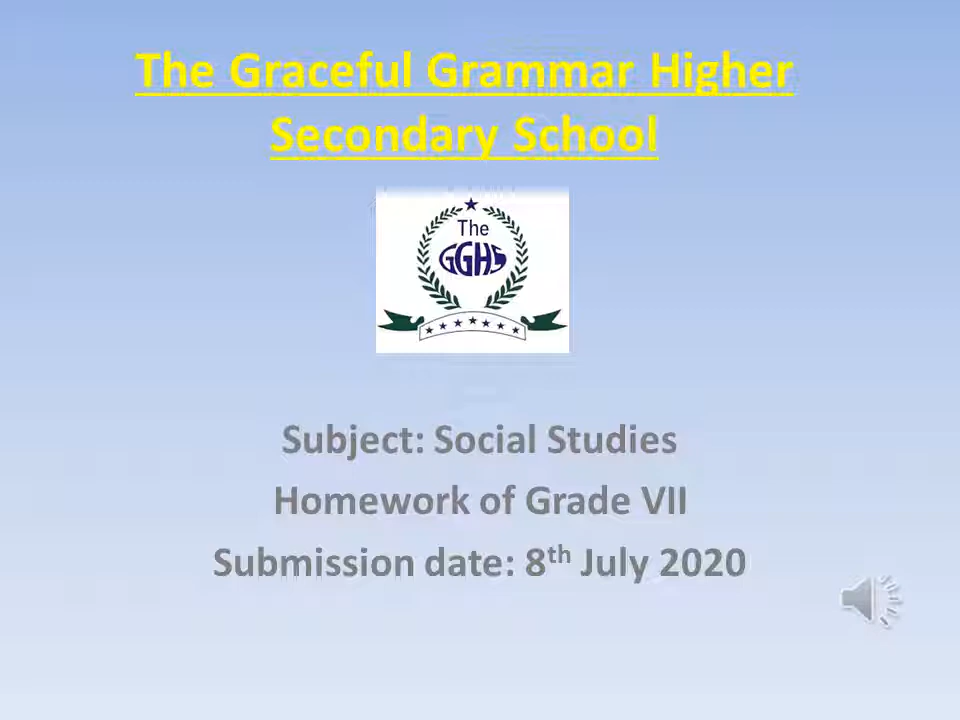 The Graceful Grammar Higher
Secondary School
The
GGHS
Subject: Social Studies
Homework of Grade VII
Submission date: 8th July 2020